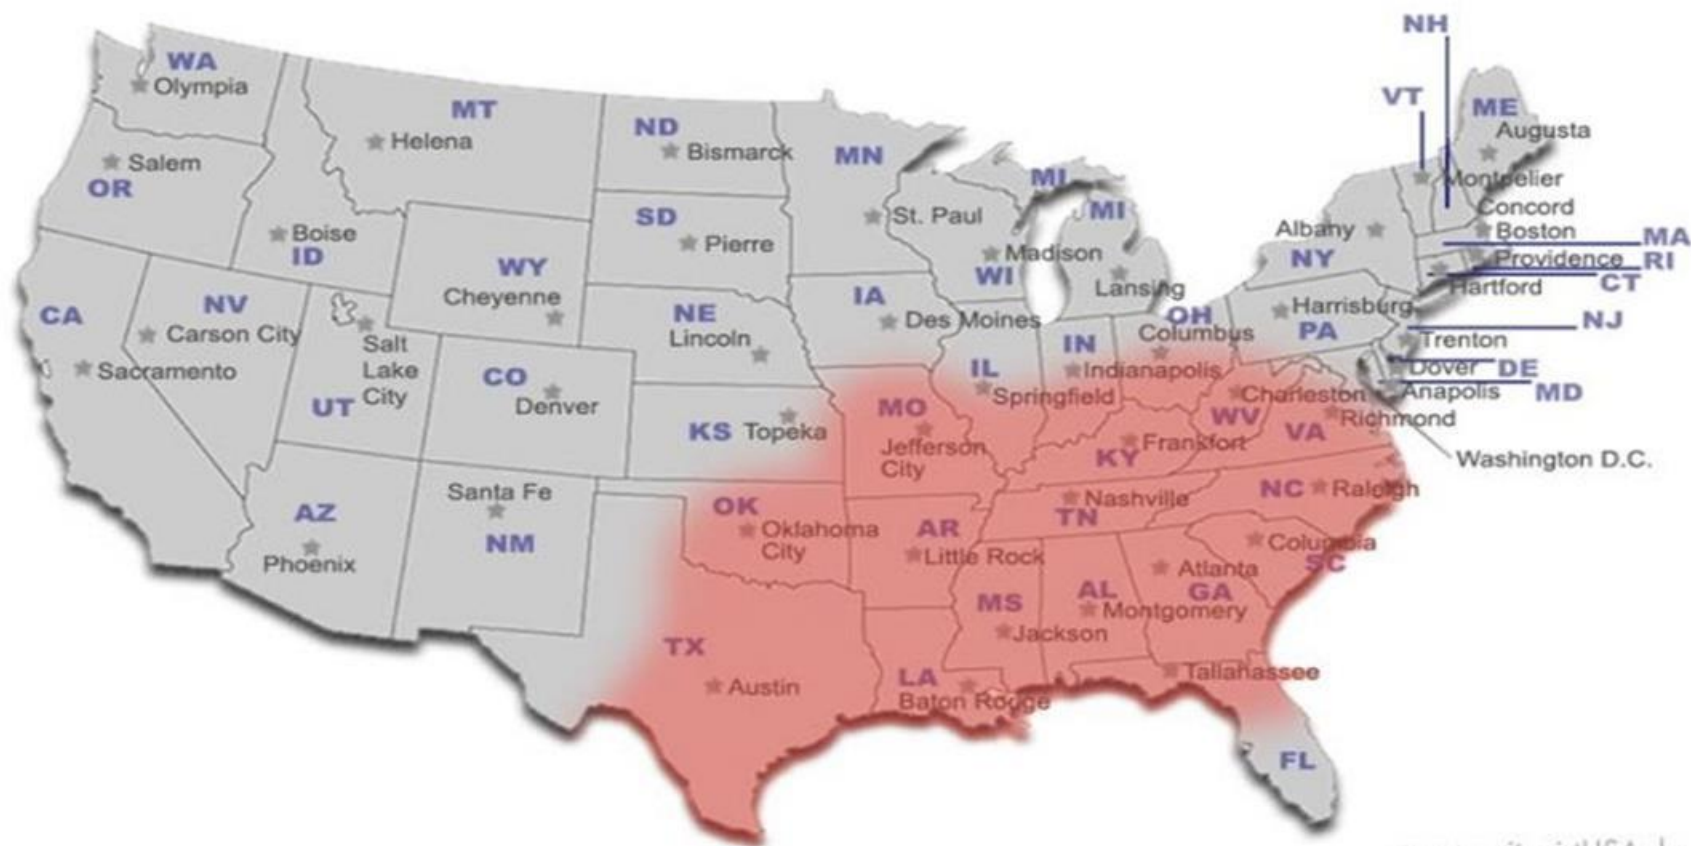 NH
WA
Olympia
VT
ME
Augusta
MT
Helena
ND
Bismarck
MN
Salem
OR
MI
MI
Montpelier
Concord
SD
Pierre
St. Paul
Albany
Boston
MA
Boise
ID
Madison
WI
NY
Providence
RI
WY
Cheyenne
Lansing
Hartford
CT
CA
NV
Carson City
IA
Des Moines
NE
Lincoln
OH
Columbus
Harrisburg
PA
NJ
Trenton
Salt
Lake
City
UT
Sacramento
CO
Denver
IL
Springfield
IN
Indianapolis
Dover
DE
Anapolis
MD
KS
Topeka
MO
Jefferson
City
Charleston
WV
VA
Richmond
KY
Frankfort
Washington D.C.
AZ
Phoenix
Santa Fe
NM
OK
Oklahoma
City
AR
Little Rock
Nashville
TN
NC
Raleigh
Columbia
SC
Atlanta
GA
MS
Jackson
AL
Montgomery
TX
Austin
LA
Baton Rouge
Tallahassee
FL